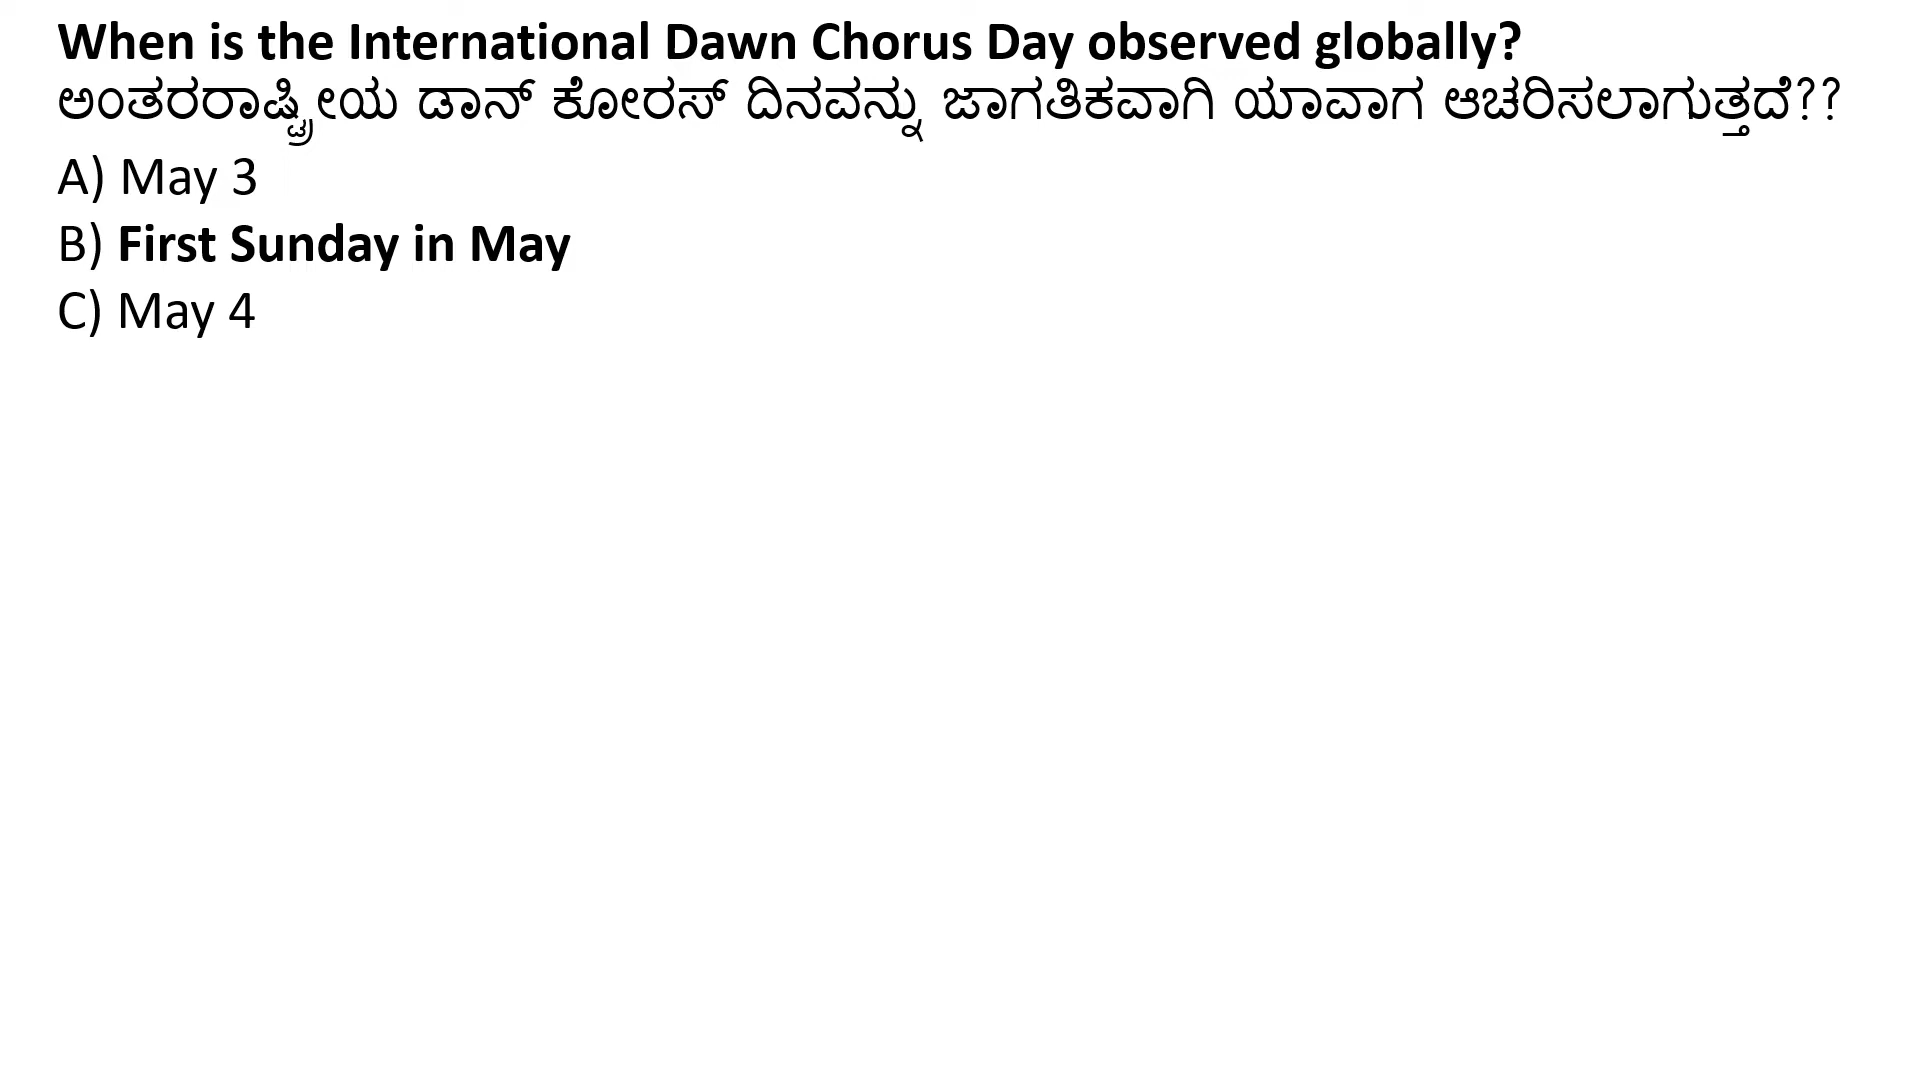 When is the International Dawn Chorus Day observed globally?
ಅಂತರರಾಷ್ಟ್ರೀಯ ಡಾನ್ ಕೋರಸ್ ದಿನವನ್ನು ಜಾಗತಿಕವಾಗಿ ಯಾವಾಗ ಆಚರಿಸಲಾಗುತ್ತದೆ??
A) May 3
B) First Sunday in May
C) May 4